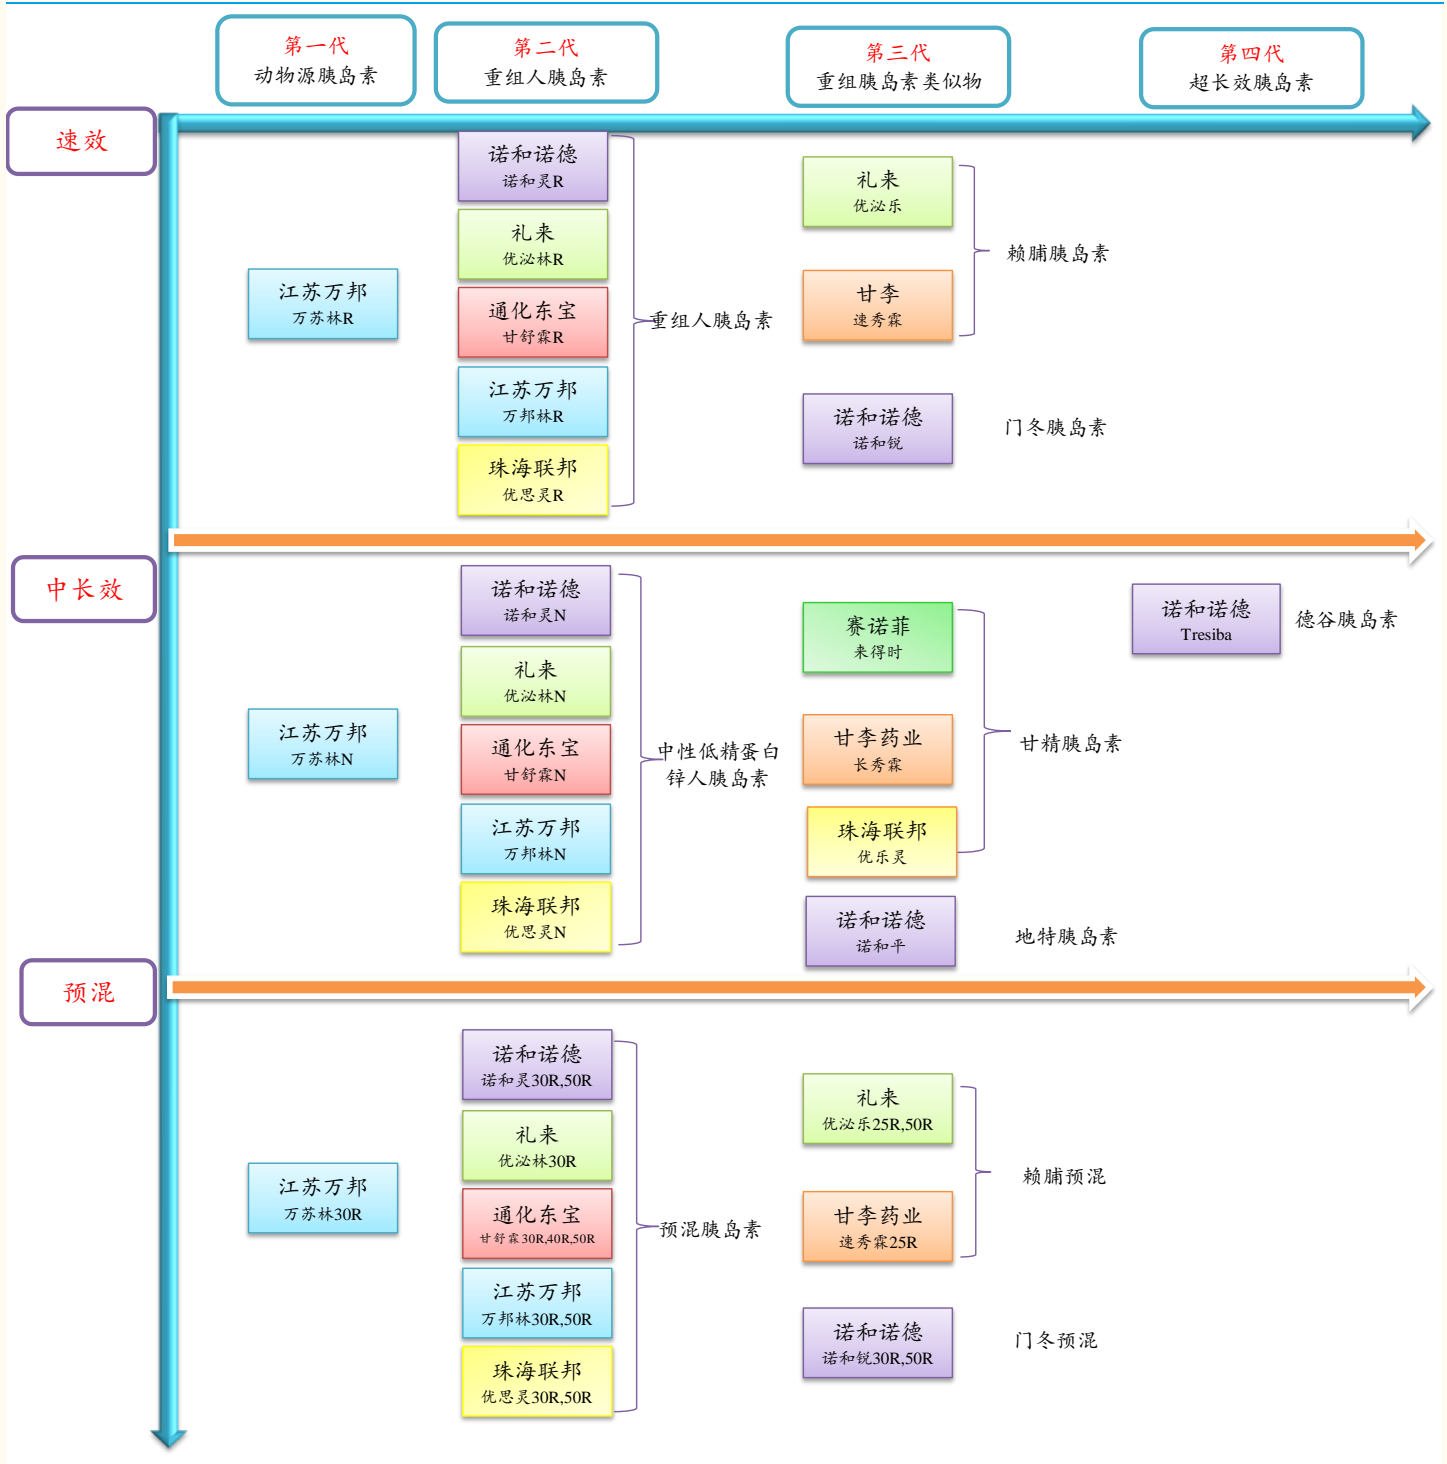 第一代
动物源胰岛素
第二代
重组人胰岛素
第三代
重组胰岛素类似物
第四代
超长效胰岛素
速效
江苏万邦
万苏林R
诺和诺德
诺和灵R
礼来
优泌林R
通化东宝
甘舒霖R
江苏万邦
万邦林R
珠海联邦
优思灵R
重组人胰岛素
礼来
优泌乐
甘李
速秀霖
赖脯胰岛素
诺和诺德
诺和锐
门冬胰岛素
中长效
江苏万邦
万苏林N
诺和诺德
诺和灵N
礼来
优泌林N
通化东宝
甘舒霖N
江苏万邦
万邦林N
珠海联邦
优思灵N
中性低精蛋白
锌人胰岛素
赛诺菲
来得时
甘李药业
长秀霖
珠海联邦
优乐灵
甘精胰岛素
诺和诺德
诺和平
地特胰岛素
诺和诺德
Tresiba
德谷胰岛素
预混
江苏万邦
万苏林30R
诺和诺德
诺和灵30R,50R
礼来
优泌林30R
通化东宝
甘舒霖30R,40R,50R
江苏万邦
万邦林30R,50R
珠海联邦
优思灵30R,50R
预混胰岛素
礼来
优泌乐25R,50R
甘李药业
速秀霖25R
赖脯预混
诺和诺德
诺和锐30R,50R
门冬预混